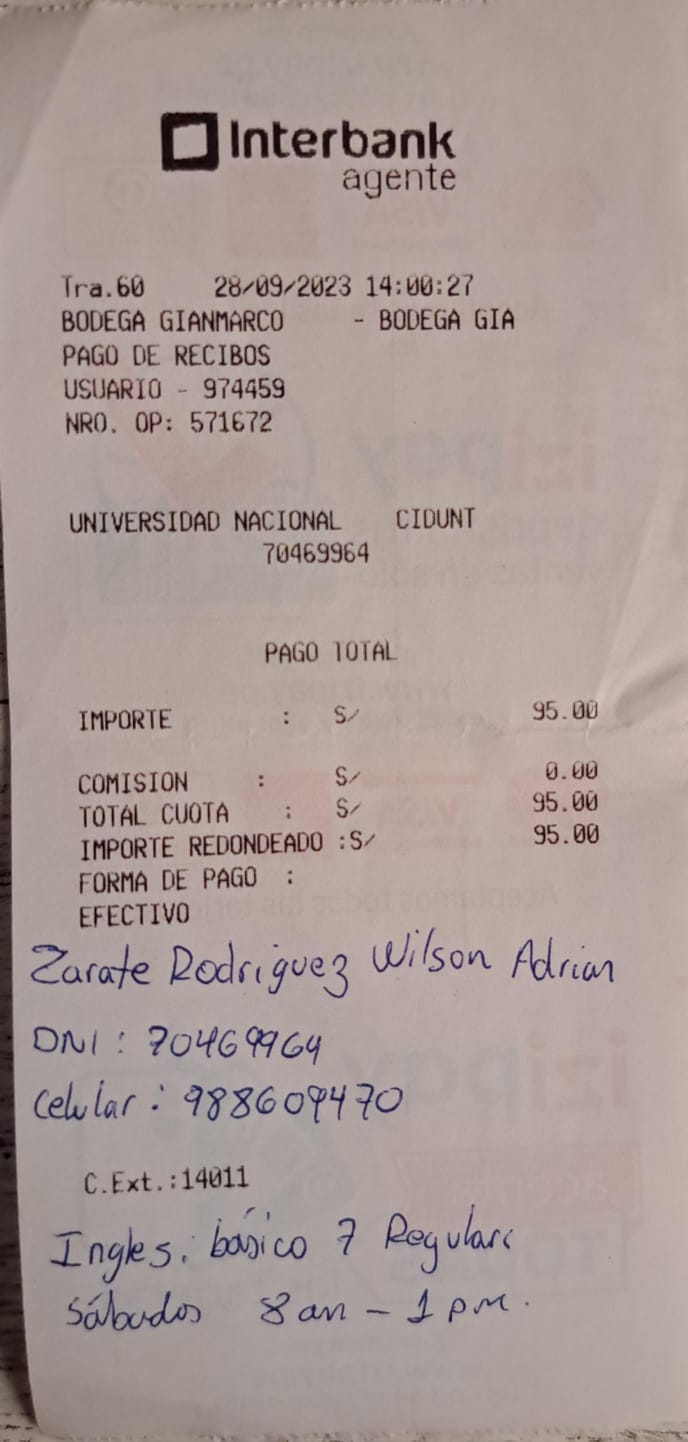 Interbank
agente
Tra.60 28/09/2023 14:00:27
BODEGA GIANMARCO - BODEGA GIA
PAGO DE RECIBOS
USUARIO - 974459
NRO. OP: 571672
UNIVERSIDAD NACIONAL CIDUNT
70469964
PAGO TOTAL
IMPORTE : S/ 95.00
COMISION : S/ 0.00
TOTAL CUOTA : S/ 95.00
IMPORTE REDONDEADO :S/ 95.00
FORMA DE PAGO :
EFECTIVO
Zarate Rodriguez Wilson Adrian
DNI: 70469964
Celular: 988609470
C.Ext.:14011
Ingles: básico 7 Regular
Sábados 8 am - 1 pm.